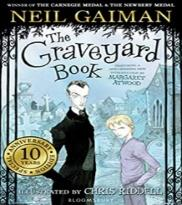 WINNER OF THE CARNEGIE MEDAL & THE NEWBERY MEDAL
NEIL GAIMAN
The
Graveyard
Book
MARGARET
ATWOOD
ANNIVERSARY
10
YEARS
EDITION
ILLUSTRATED BY CHRIS RIDDELL
BLOOMSBURY